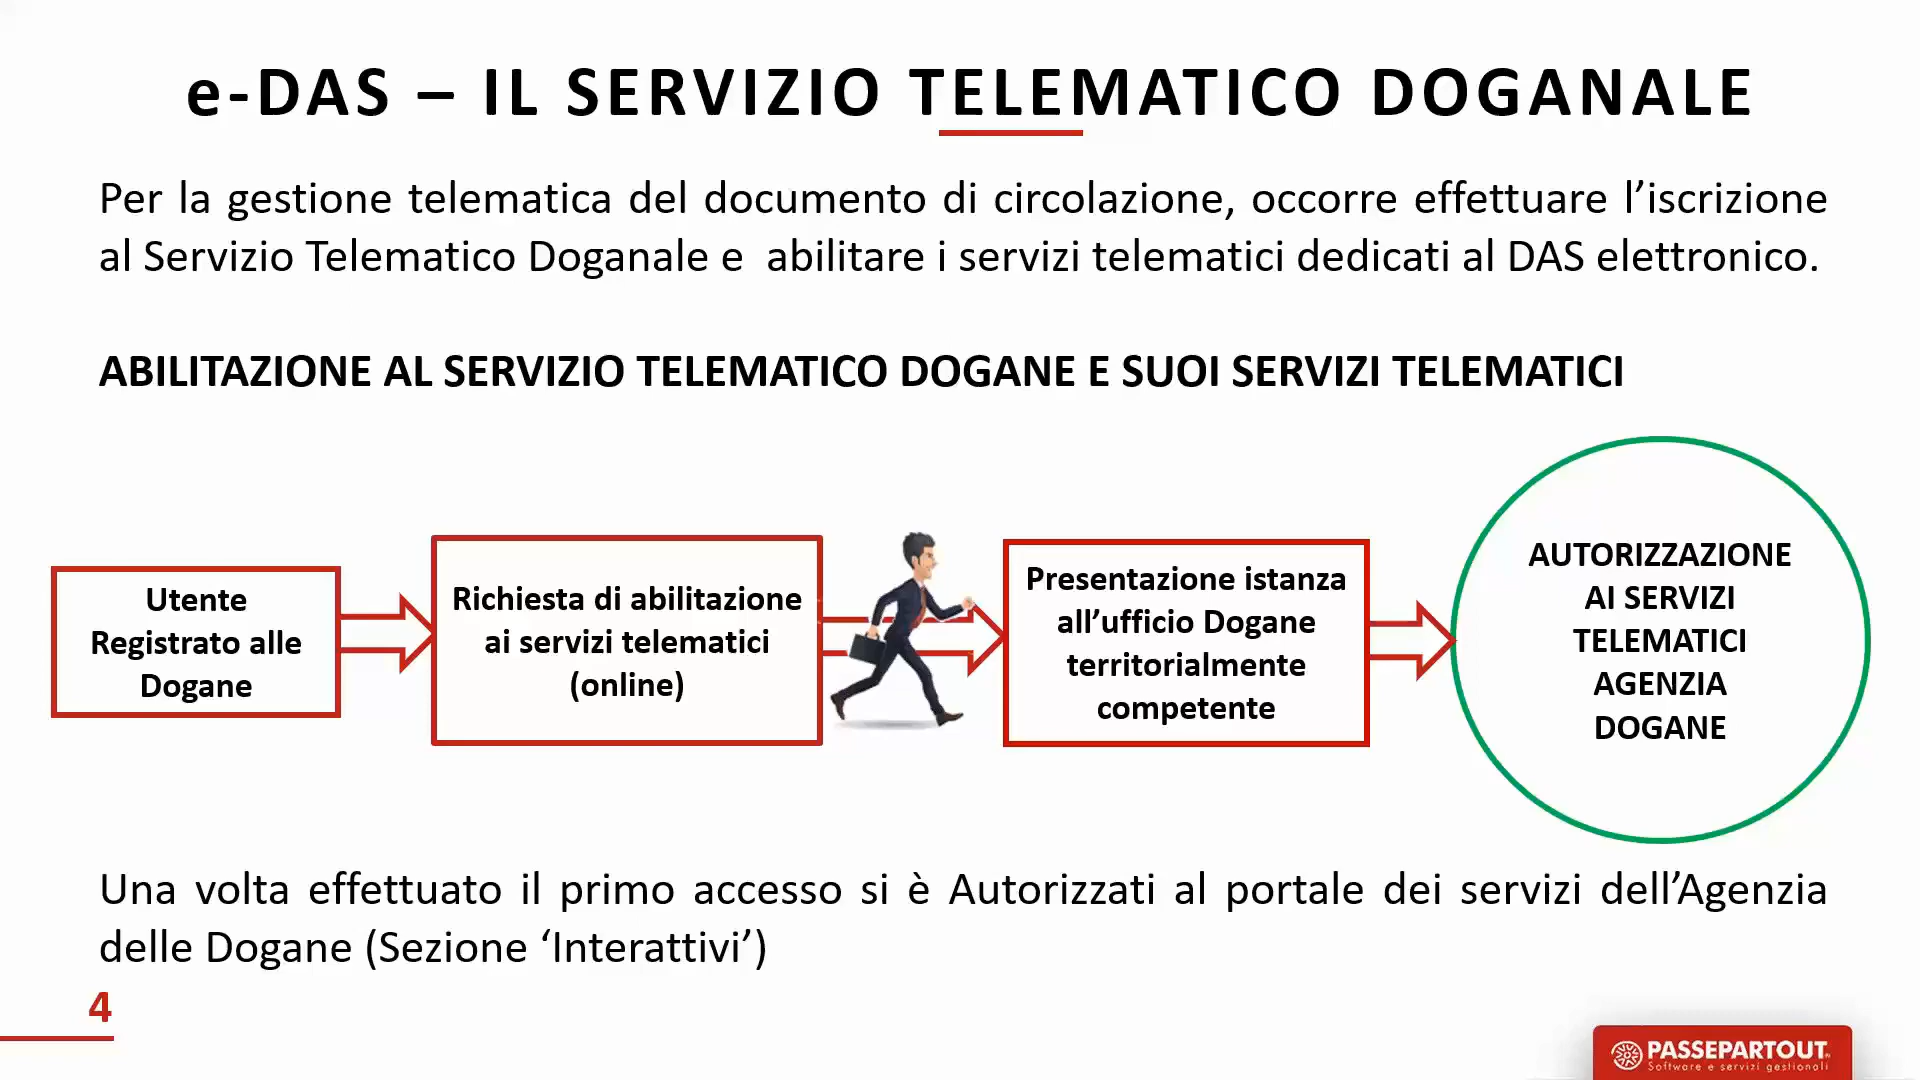 e-DAS – IL SERVIZIO TELEMATICO DOGANALE
Per la gestione telematica del documento di circolazione, occorre effettuare l’iscrizione
al Servizio Telematico Doganale e  abilitare i servizi telematici dedicati al DAS elettronico.
ABILITAZIONE AL SERVIZIO TELEMATICO DOGANE E SUOI SERVIZI TELEMATICI
Utente
Registrato alle
Dogane
Richiesta di abilitazione
ai servizi telematici
(online)
Presentazione istanza
all’ufficio Dogane
territorialmente
competente
AUTORIZZAZIONE
AI SERVIZI
TELEMATICI
AGENZIA
DOGANE
Una volta effettuato il primo accesso si è Autorizzati al portale dei servizi dell’Agenzia
delle Dogane (Sezione ‘Interattivi’)
4
PASSEPARTOUT
Software e servizi gestionali